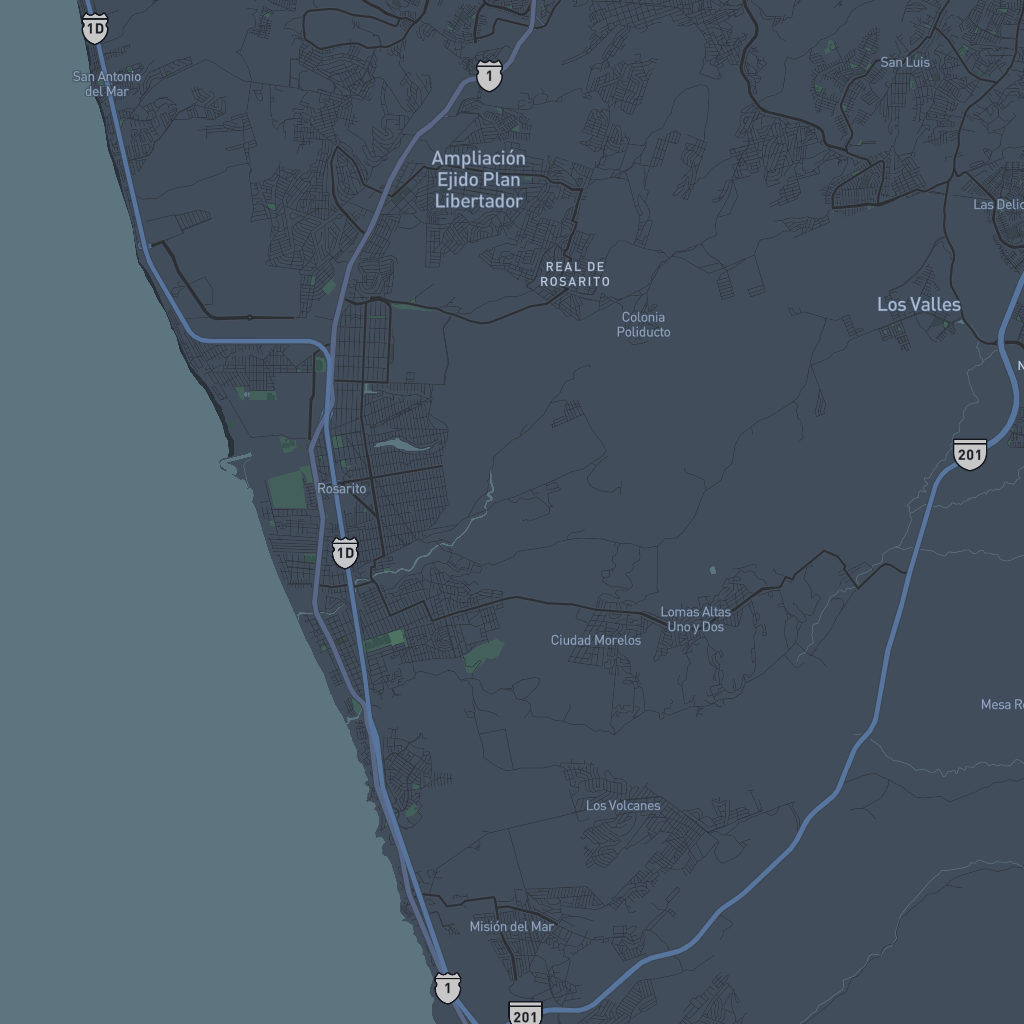 1D
San Antonio
del Mar
1
San Luis
Ampliación
Ejido Plan
Libertador
Las Delic
REAL DE
ROSARITO
Los Valles
Colonia
Poliducto
N
201
Rosarito
1D
Lomas Altas
Uno y Dos
Ciudad Morelos
Mesa R
Los Volcanes
Misión del Mar
1
201